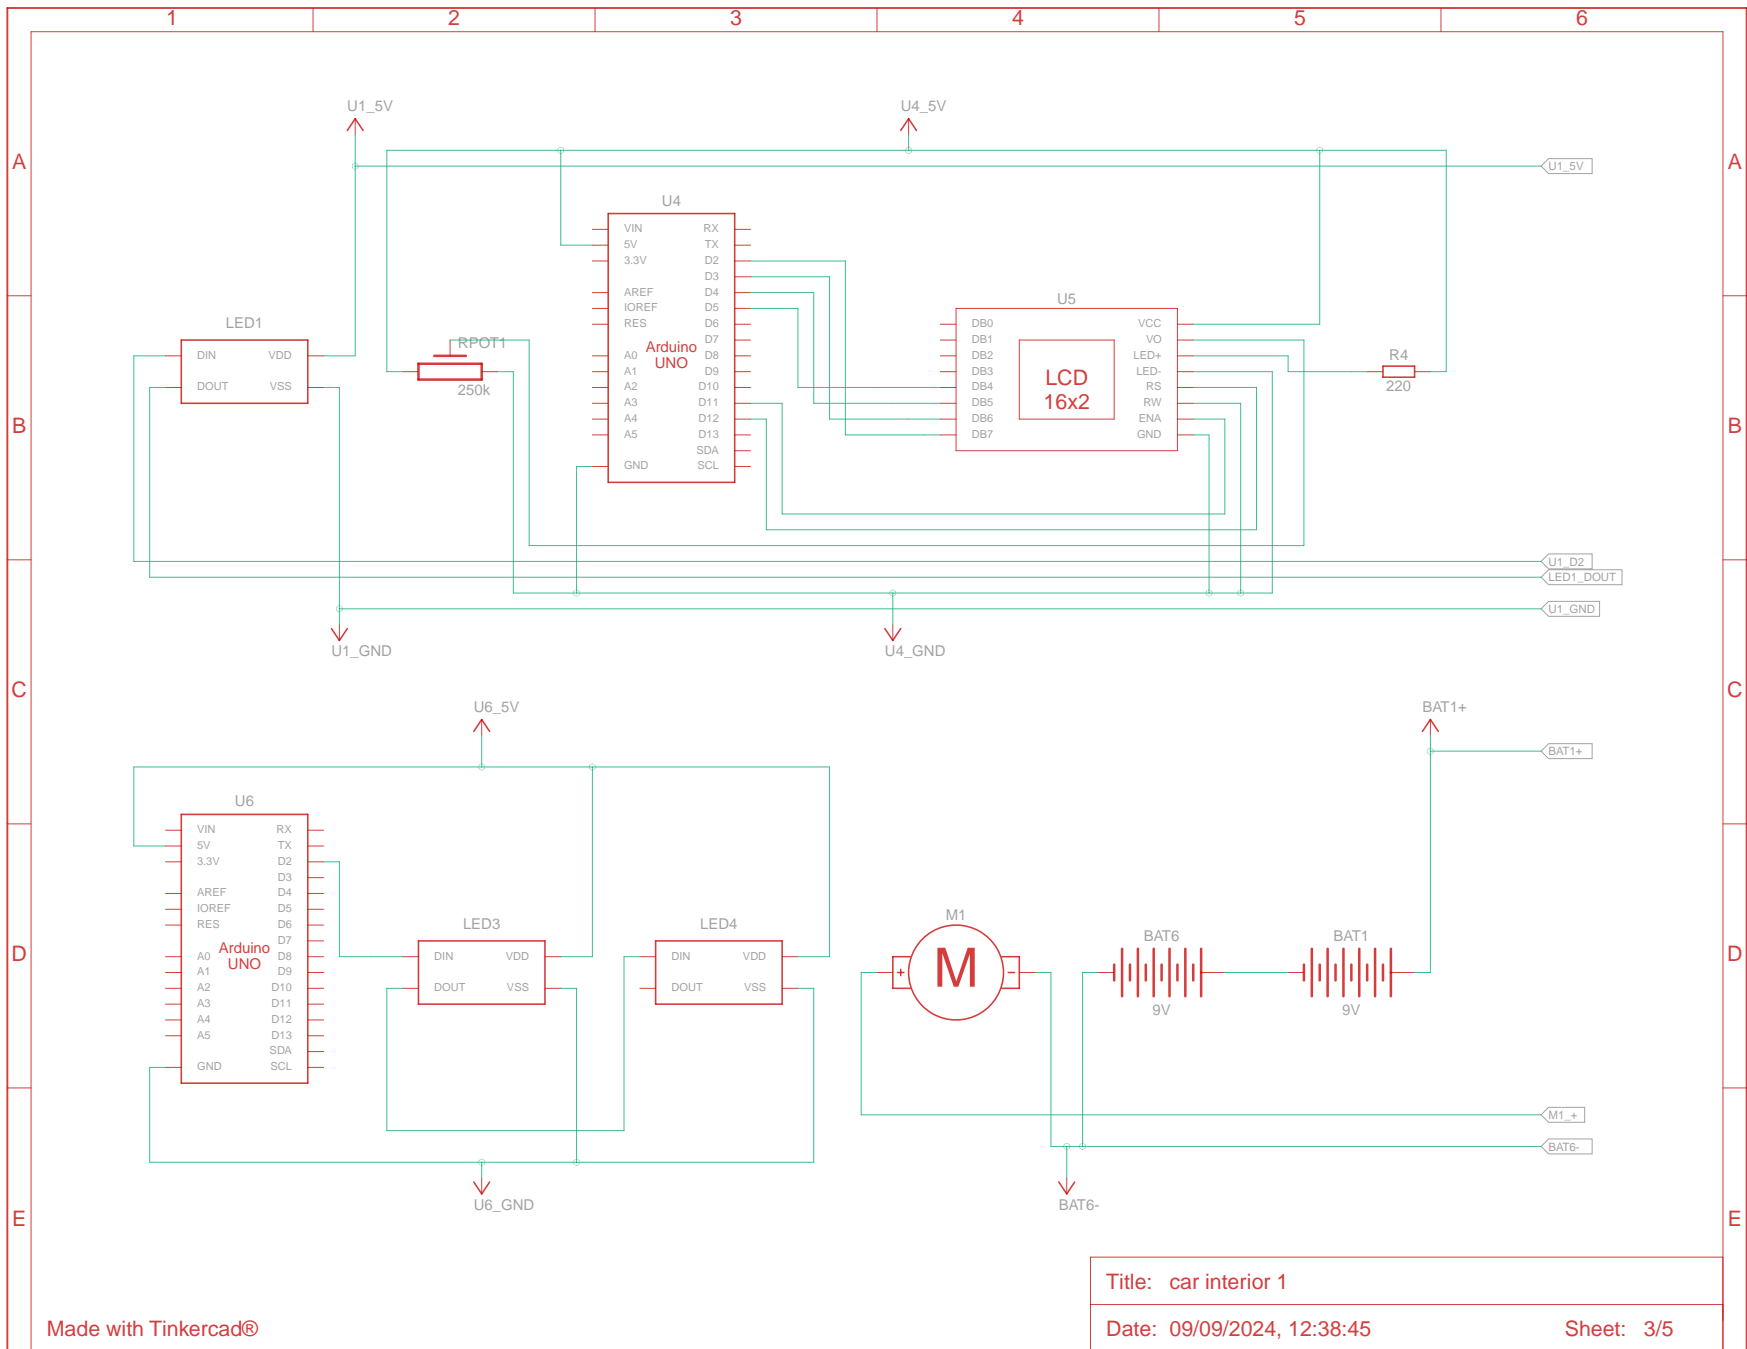 1 2 3 4 5 6
A A
B B
C C
D D
E E
U1_5V
U4_5V
U1_5V
U4
VIN RX
5V TX
3.3V D2
D3
AREF D4
IOREF D5
RES D6
D7
A0 D8
A1 D9
A2 D10
A3 D11
A4 D12
A5 D13
SDA
GND SCL
Arduino
UNO
LED1
DIN VDD
DOUT VSS
RPOT1
250k
U5
DB0 VCC
DB1 VO
DB2 LED+
DB3 LED-
DB4 RS
DB5 RW
DB6 ENA
DB7 GND
LCD
16x2
R4
220
U1_D2
LED1_DOUT
U1_GND
U1_GND
U4_GND
U6_5V
BAT1+
BAT1+
U6
VIN RX
5V TX
3.3V D2
D3
AREF D4
IOREF D5
RES D6
D7
A0 D8
A1 D9
A2 D10
A3 D11
A4 D12
A5 D13
SDA
GND SCL
Arduino
UNO
LED3
DIN VDD
DOUT VSS
LED4
DIN VDD
DOUT VSS
M1
+ M -
BAT6
9V
BAT1
9V
M1_+
BAT6-
U6_GND
BAT6-
Title: car interior 1
Date: 09/09/2024, 12:38:45 Sheet: 3/5
Made with Tinkercad®